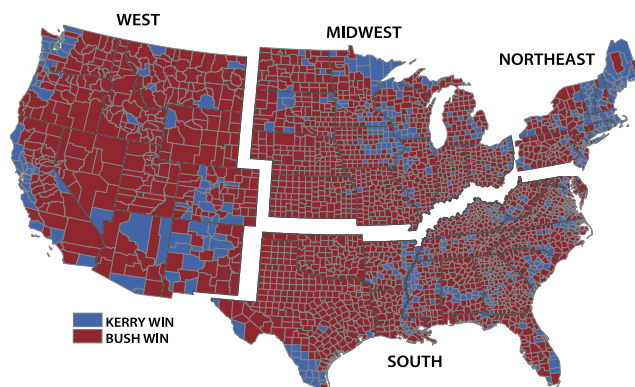 WEST
MIDWEST
NORTHEAST
KERRY WIN
BUSH WIN
SOUTH